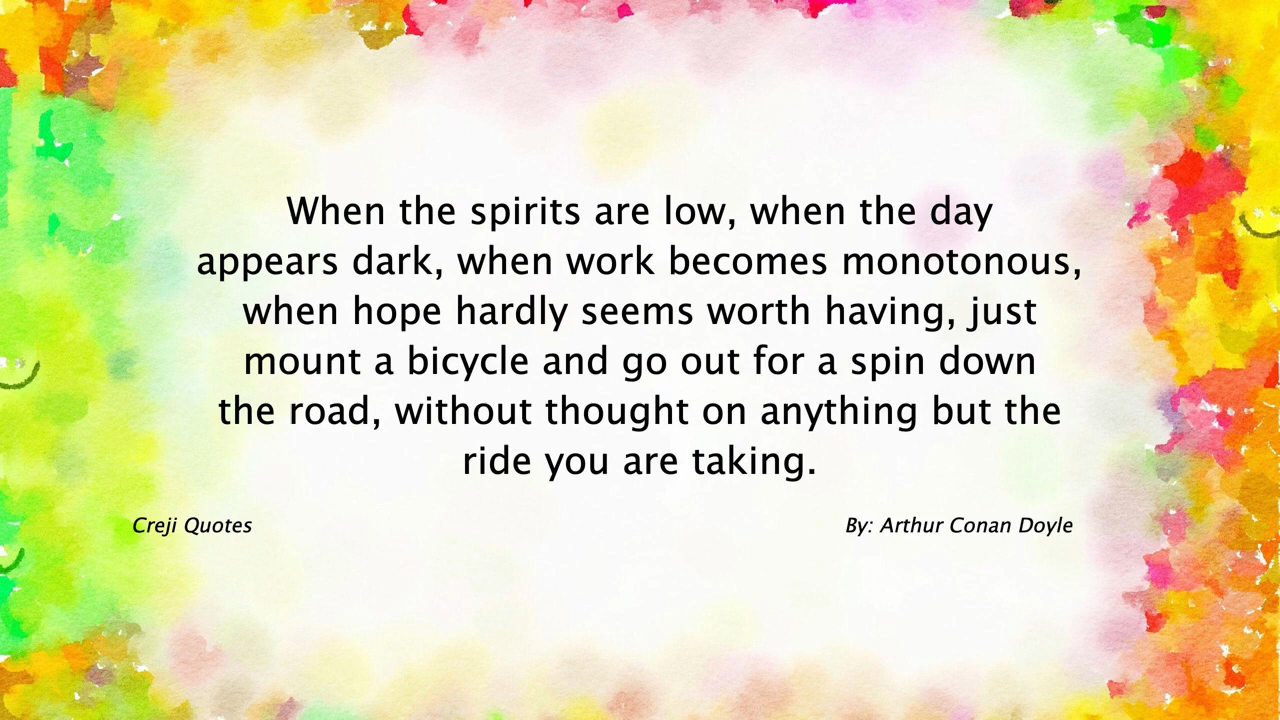 When the spirits are low, when the day
appears dark, when work becomes monotonous,
when hope hardly seems worth having, just
mount a bicycle and go out for a spin down
the road, without thought on anything but the
ride you are taking.
Creji Quotes
By: Arthur Conan Doyle